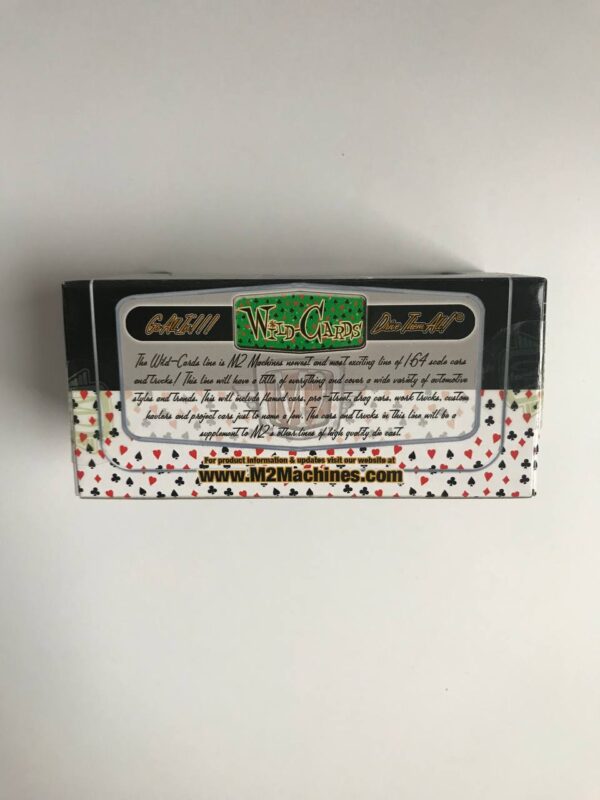 Go All In!!!
WILD-CARDS
Drive Them All!™
The Wild-Cards line is M2 Machines newest and most exciting line of 1:64 scale cars
and trucks! This line will have a little of everything and cover a wide variety of automotive
styles and trends. This will include flamed cars, pro-street, drag cars, work trucks, custom
haulers and project cars just to name a few. The cars and trucks in this line will be a
supplement to M2's other lines of high quality die cast.
For product information & updates visit our website at
www.M2Machines.com